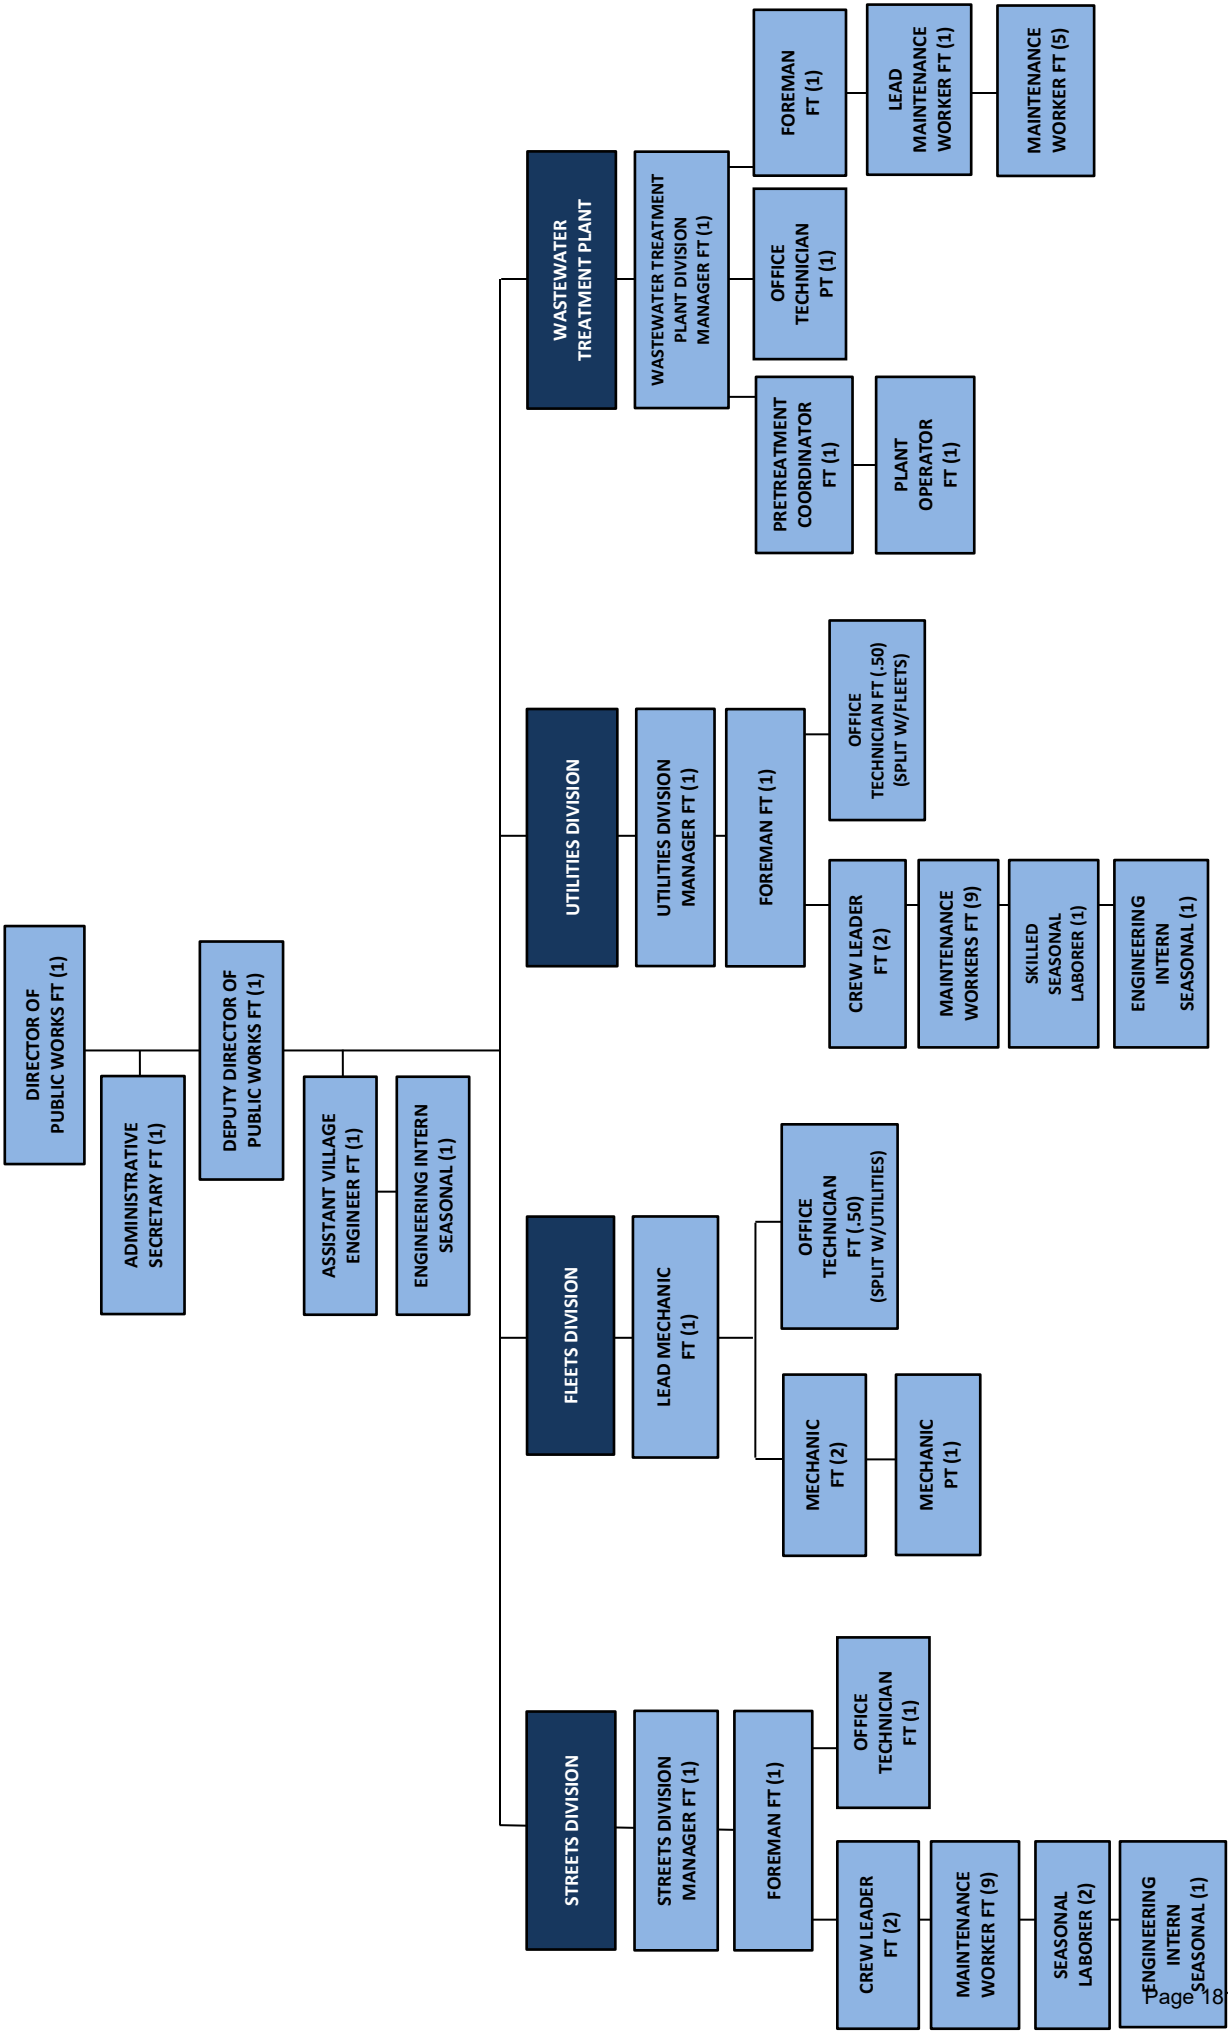 DIRECTOR OF
PUBLIC WORKS FT (1)
ADMINISTRATIVE
SECRETARY FT (1)
DEPUTY DIRECTOR OF
PUBLIC WORKS FT (1)
ASSISTANT VILLAGE
ENGINEER FT (1)
ENGINEERING INTERN
SEASONAL (1)
STREETS DIVISION
STREETS DIVISION
MANAGER FT (1)
FOREMAN FT (1)
CREW LEADER
FT (2)
MAINTENANCE
WORKER FT (9)
SEASONAL
LABORER (2)
ENGINEERING
INTERN
SEASONAL (1)
OFFICE
TECHNICIAN
FT (1)
FLEETS DIVISION
LEAD MECHANIC
FT (1)
MECHANIC
FT (2)
MECHANIC
PT (1)
OFFICE
TECHNICIAN
FT (.50)
(SPLIT W/UTILITIES)
UTILITIES DIVISION
UTILITIES DIVISION
MANAGER FT (1)
FOREMAN FT (1)
CREW LEADER
FT (2)
MAINTENANCE
WORKERS FT (9)
SKILLED
SEASONAL
LABORER (1)
ENGINEERING
INTERN
SEASONAL (1)
OFFICE
TECHNICIAN FT (.50)
(SPLIT W/FLEETS)
WASTEWATER
TREATMENT PLANT
WASTEWATER TREATMENT
PLANT DIVISION
MANAGER FT (1)
PRETREATMENT
COORDINATOR
FT (1)
PLANT
OPERATOR
FT (1)
OFFICE
TECHNICIAN
PT (1)
FOREMAN
FT (1)
LEAD
MAINTENANCE
WORKER FT (1)
MAINTENANCE
WORKER FT (5)
Page 18